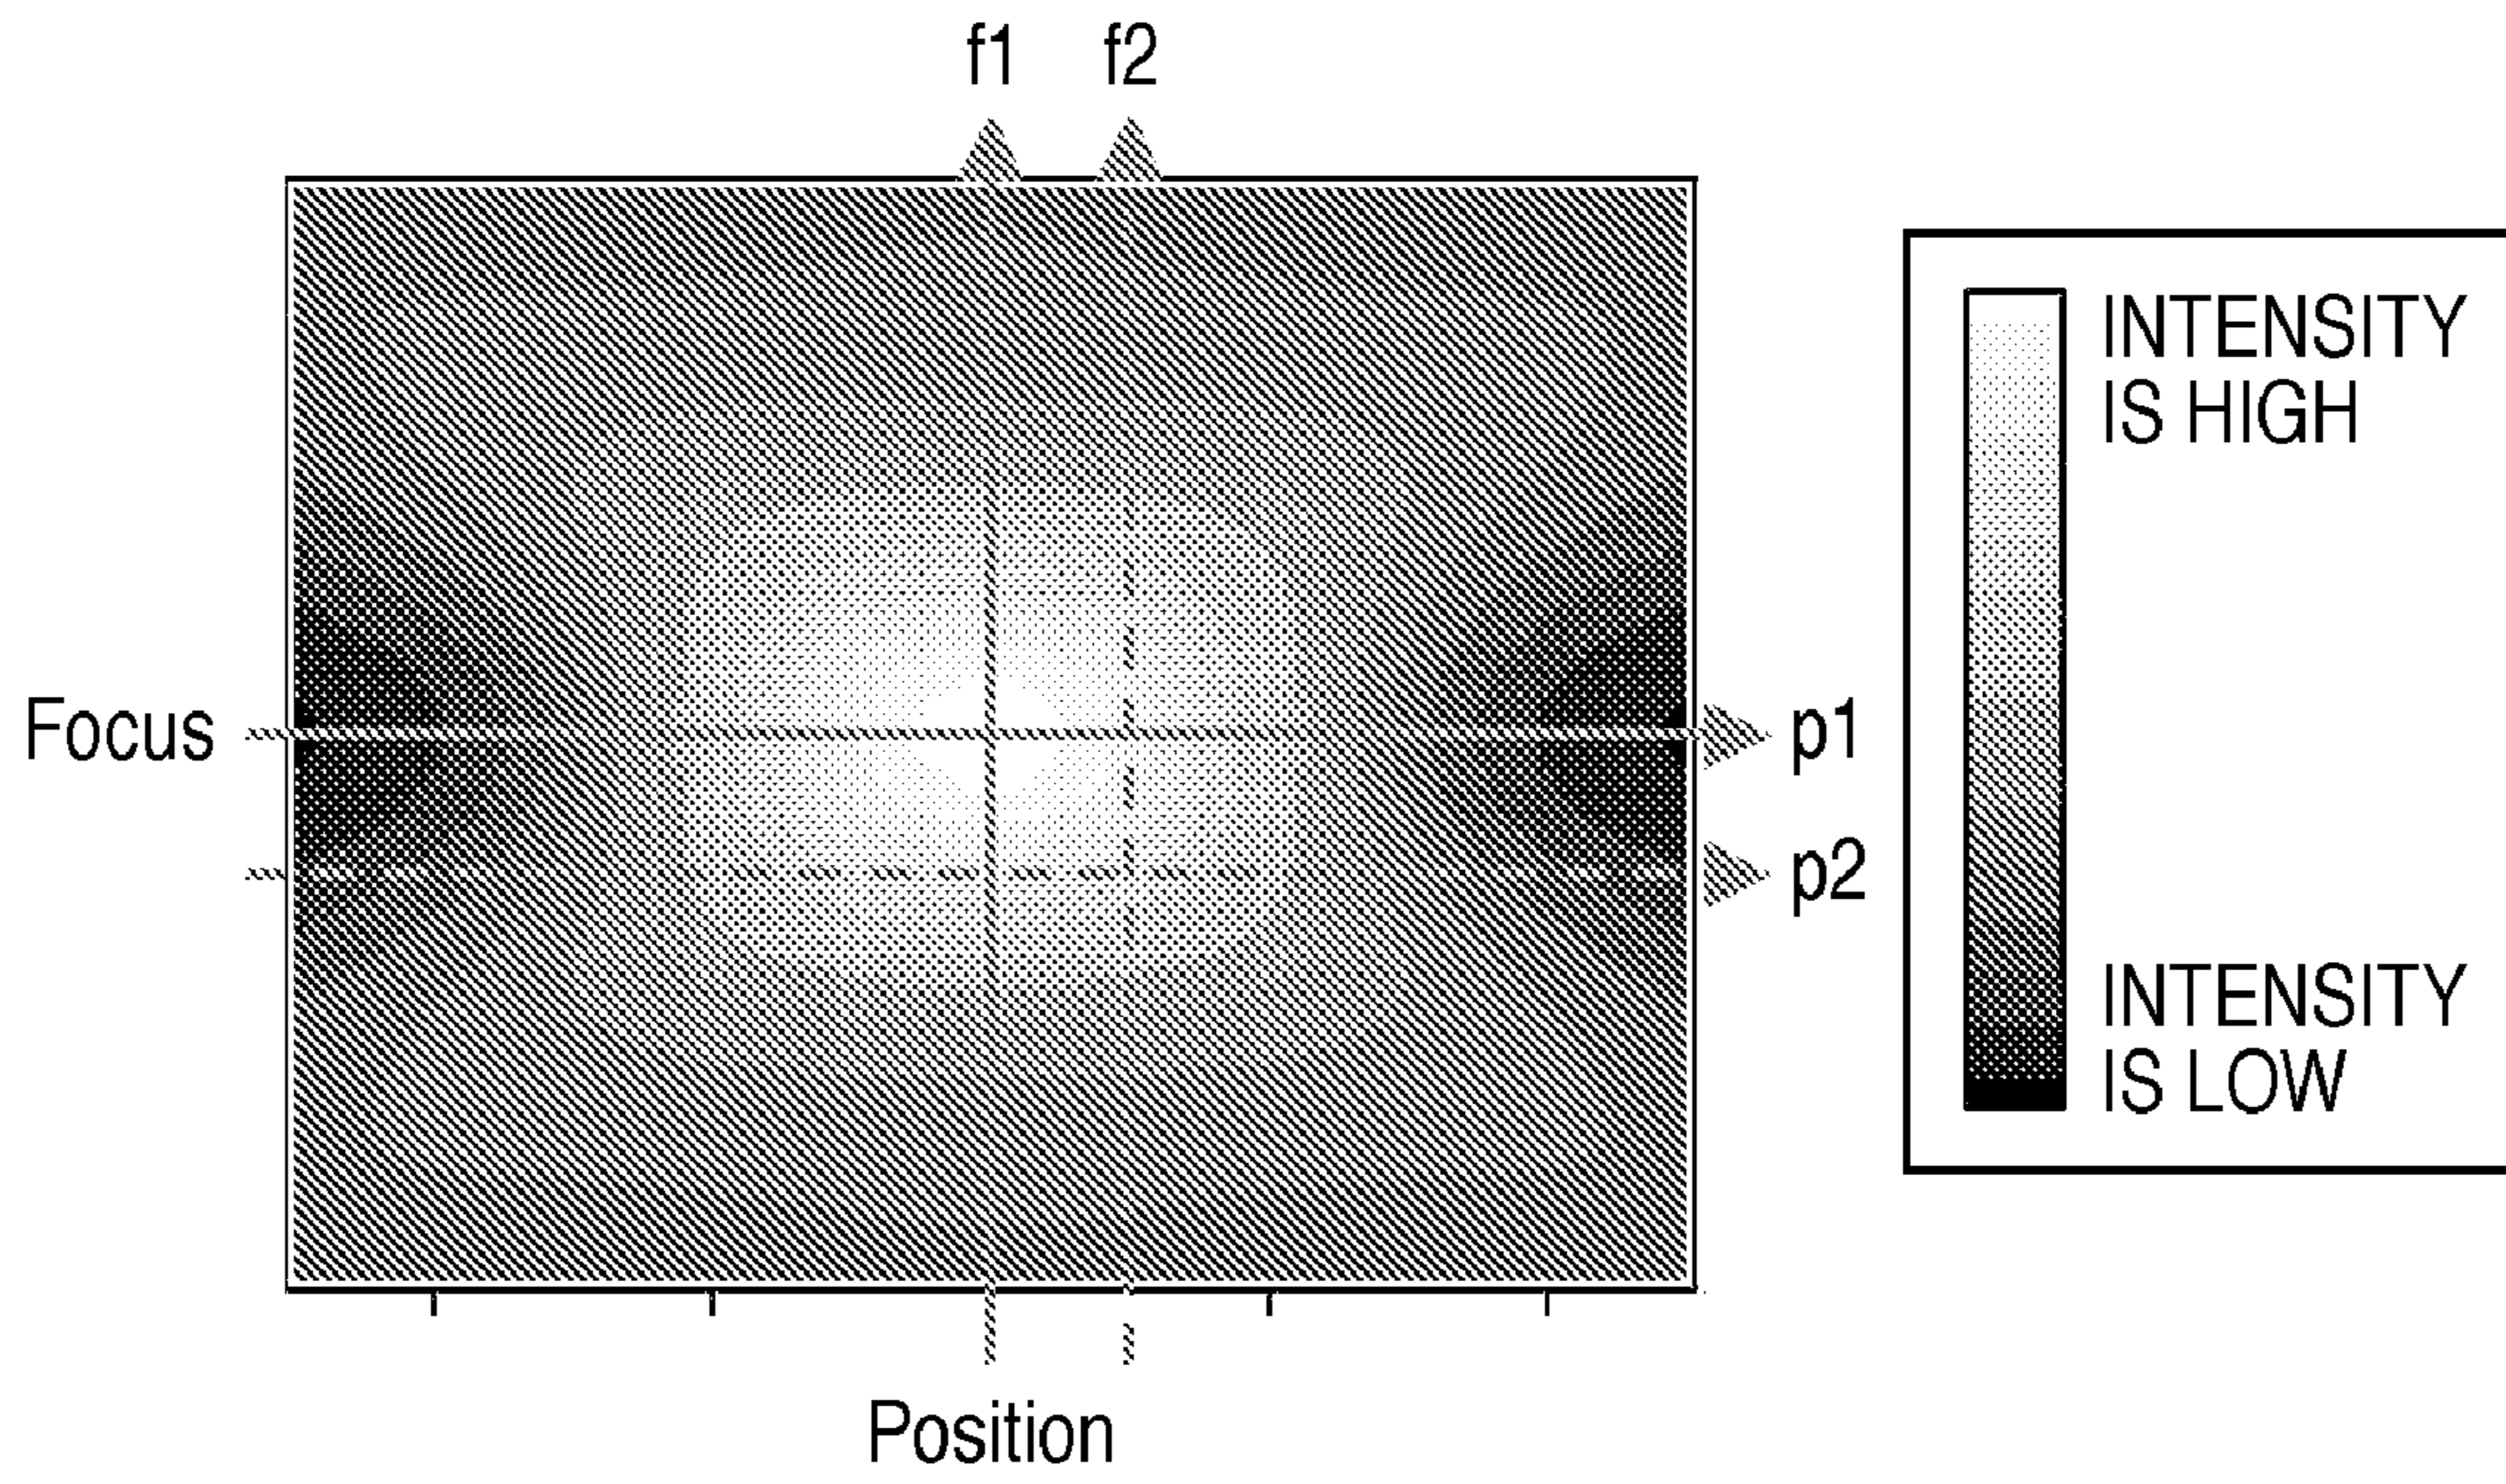 f1 f2
INTENSITY
IS HIGH
Focus
p1
p2
INTENSITY
IS LOW
Position